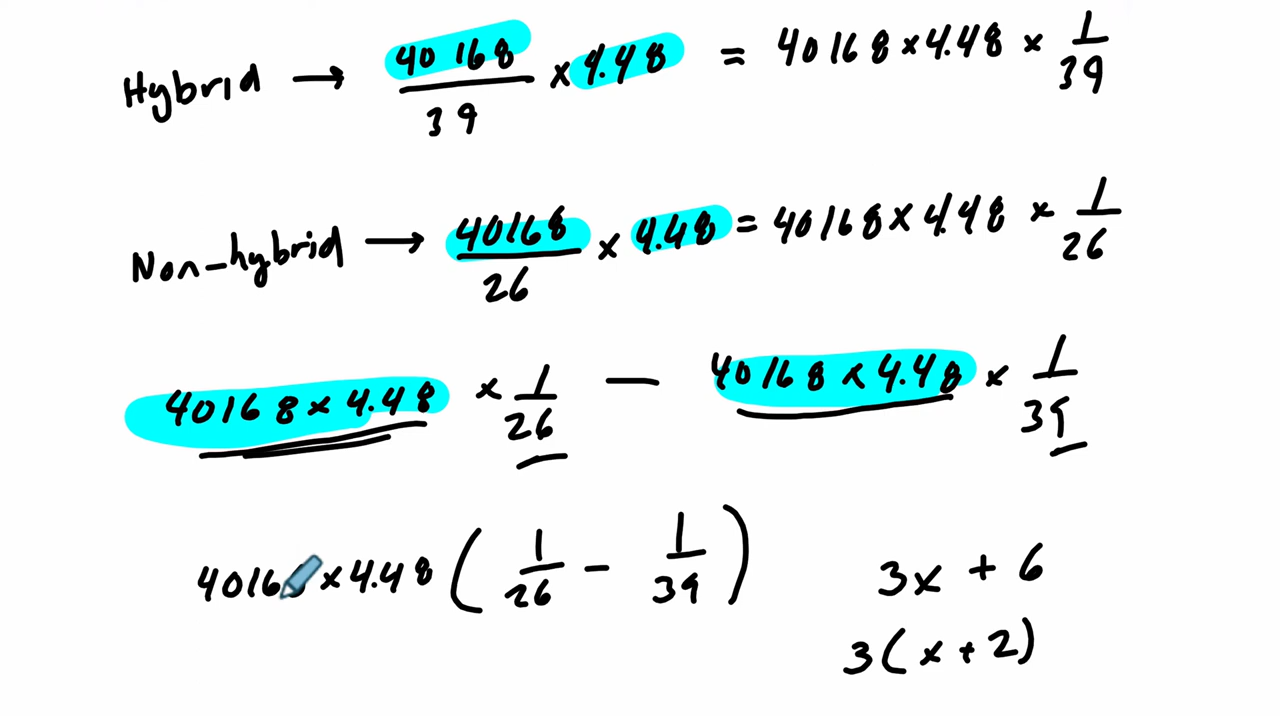 Hybrid → 40168/39 × 4.48 = 40168 × 4.48 × 1/39
Non-hybrid → 40168/26 × 4.48 = 40168 × 4.48 × 1/26
40168 × 4.48 × 1/26 — 40168 × 4.48 × 1/39
4016 × 4.48 ( 1/26 - 1/39 )
3x + 6
3(x + 2)